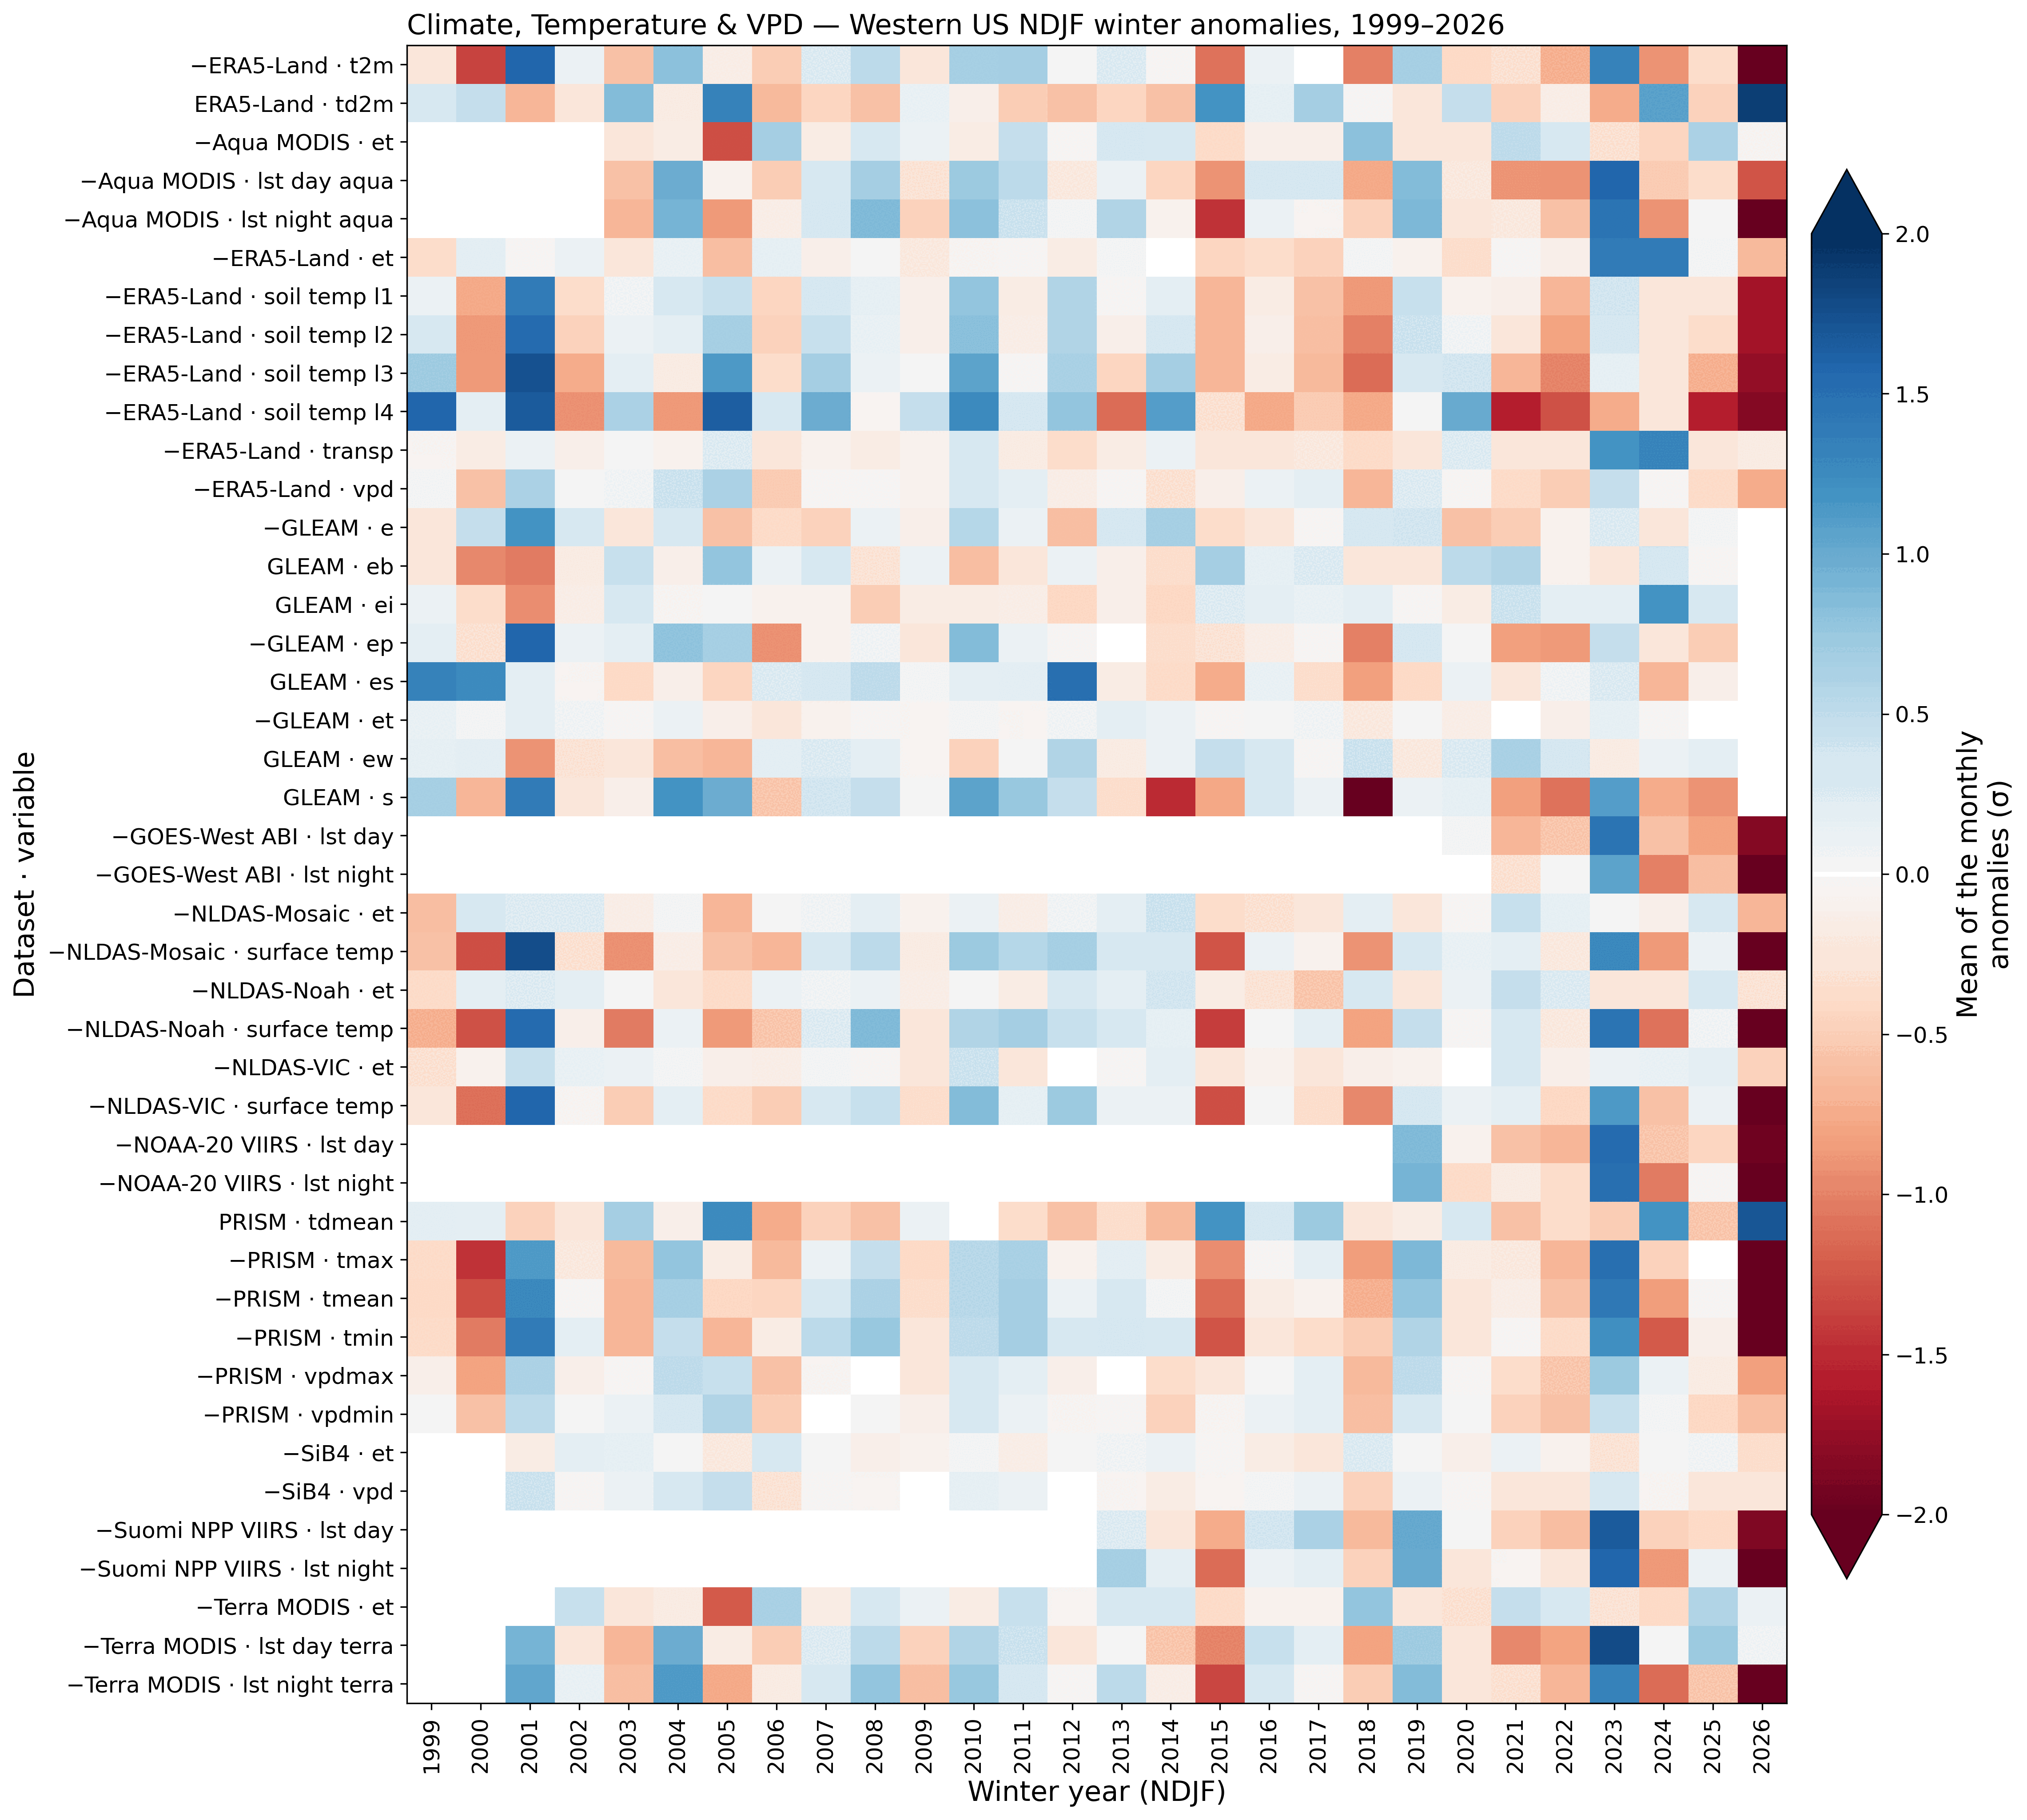 Climate, Temperature & VPD — Western US NDJF winter anomalies, 1999–2026
−ERA5-Land · t2m
ERA5-Land · td2m
−Aqua MODIS · et
−Aqua MODIS · lst day aqua
−Aqua MODIS · lst night aqua
−ERA5-Land · et
−ERA5-Land · soil temp l1
−ERA5-Land · soil temp l2
−ERA5-Land · soil temp l3
−ERA5-Land · soil temp l4
−ERA5-Land · transp
−ERA5-Land · vpd
−GLEAM · e
GLEAM · eb
GLEAM · ei
−GLEAM · ep
GLEAM · es
−GLEAM · et
GLEAM · ew
GLEAM · s
−GOES-West ABI · lst day
−GOES-West ABI · lst night
−NLDAS-Mosaic · et
−NLDAS-Mosaic · surface temp
−NLDAS-Noah · et
−NLDAS-Noah · surface temp
−NLDAS-VIC · et
−NLDAS-VIC · surface temp
−NOAA-20 VIIRS · lst day
−NOAA-20 VIIRS · lst night
PRISM · tdmean
−PRISM · tmax
−PRISM · tmean
−PRISM · tmin
−PRISM · vpdmax
−PRISM · vpdmin
−SiB4 · et
−SiB4 · vpd
−Suomi NPP VIIRS · lst day
−Suomi NPP VIIRS · lst night
−Terra MODIS · et
−Terra MODIS · lst day terra
−Terra MODIS · lst night terra
Dataset · variable
1999
2000
2001
2002
2003
2004
2005
2006
2007
2008
2009
2010
2011
2012
2013
2014
2015
2016
2017
2018
2019
2020
2021
2022
2023
2024
2025
2026
Winter year (NDJF)
2.0
1.5
1.0
0.5
0.0
−0.5
−1.0
−1.5
−2.0
Mean of the monthly
anomalies (σ)